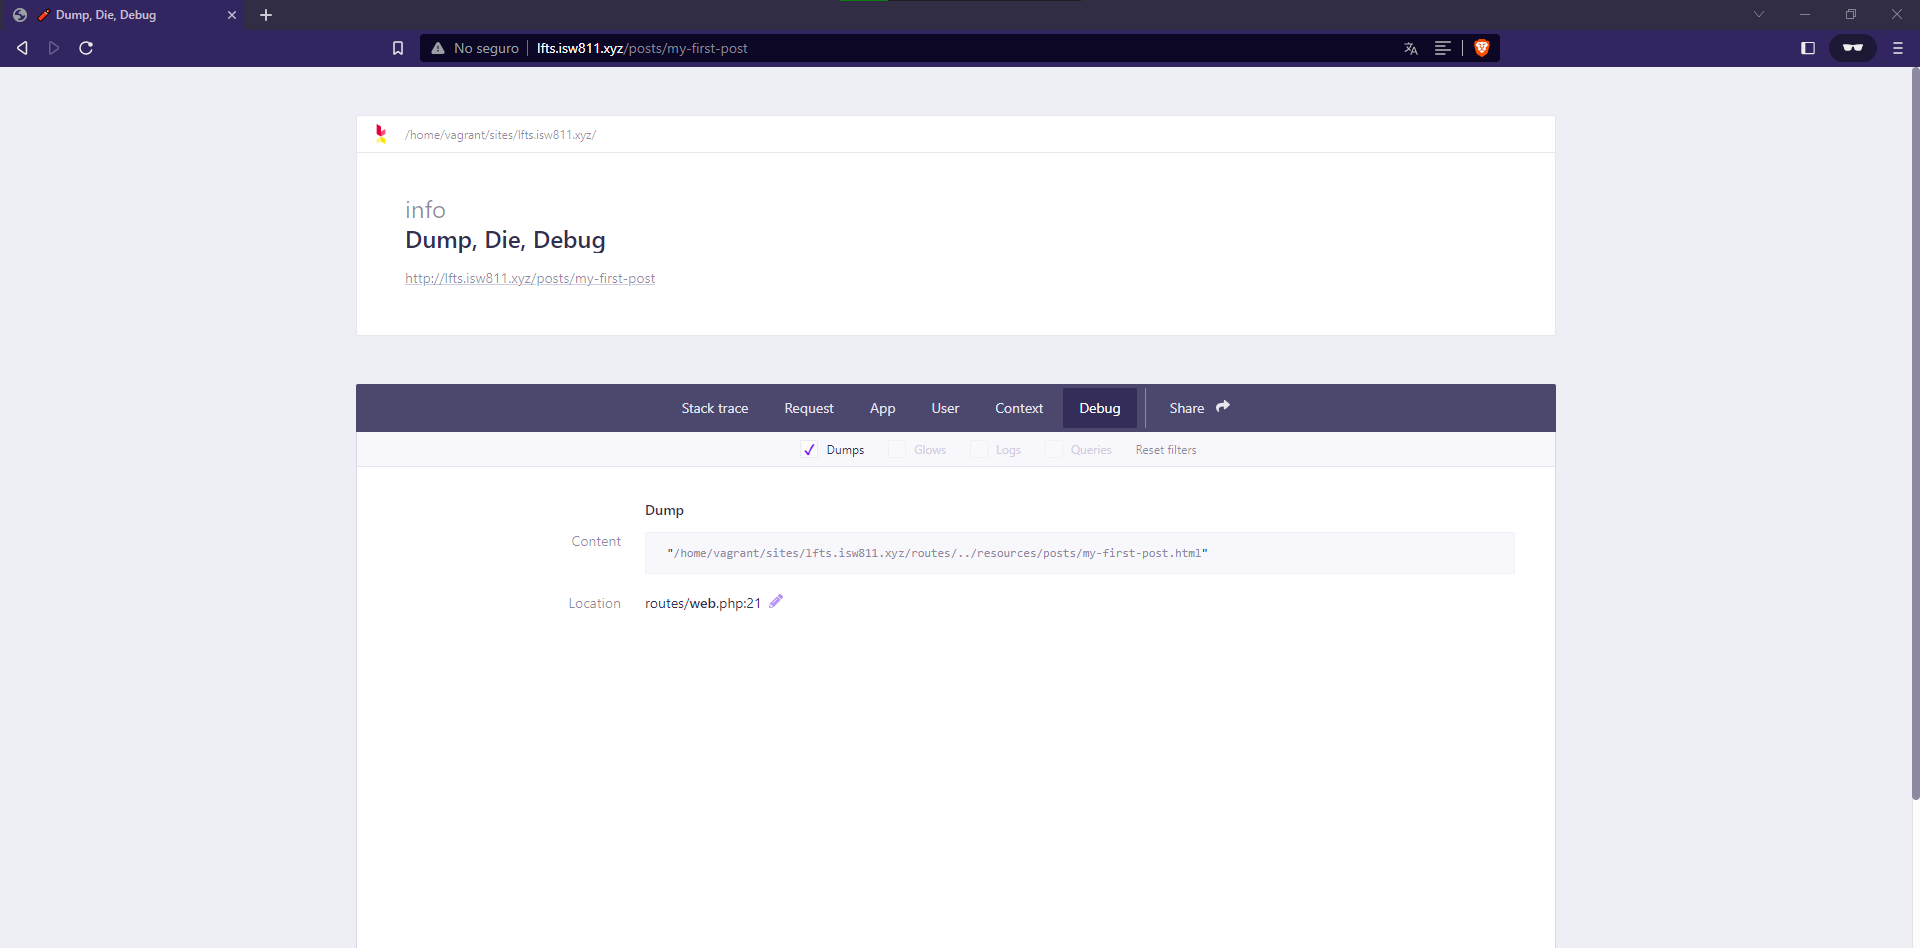 Dump, Die, Debug
No seguro lfts.isw811.xyz/posts/my-first-post
/home/vagrant/sites/lfts.isw811.xyz/
info
Dump, Die, Debug
http://lfts.isw811.xyz/posts/my-first-post
Stack trace Request App User Context Debug Share
Dumps Glows Logs Queries Reset filters
Dump
Content "/home/vagrant/sites/lfts.isw811.xyz/routes/../resources/posts/my-first-post.html"
Location routes/web.php:21